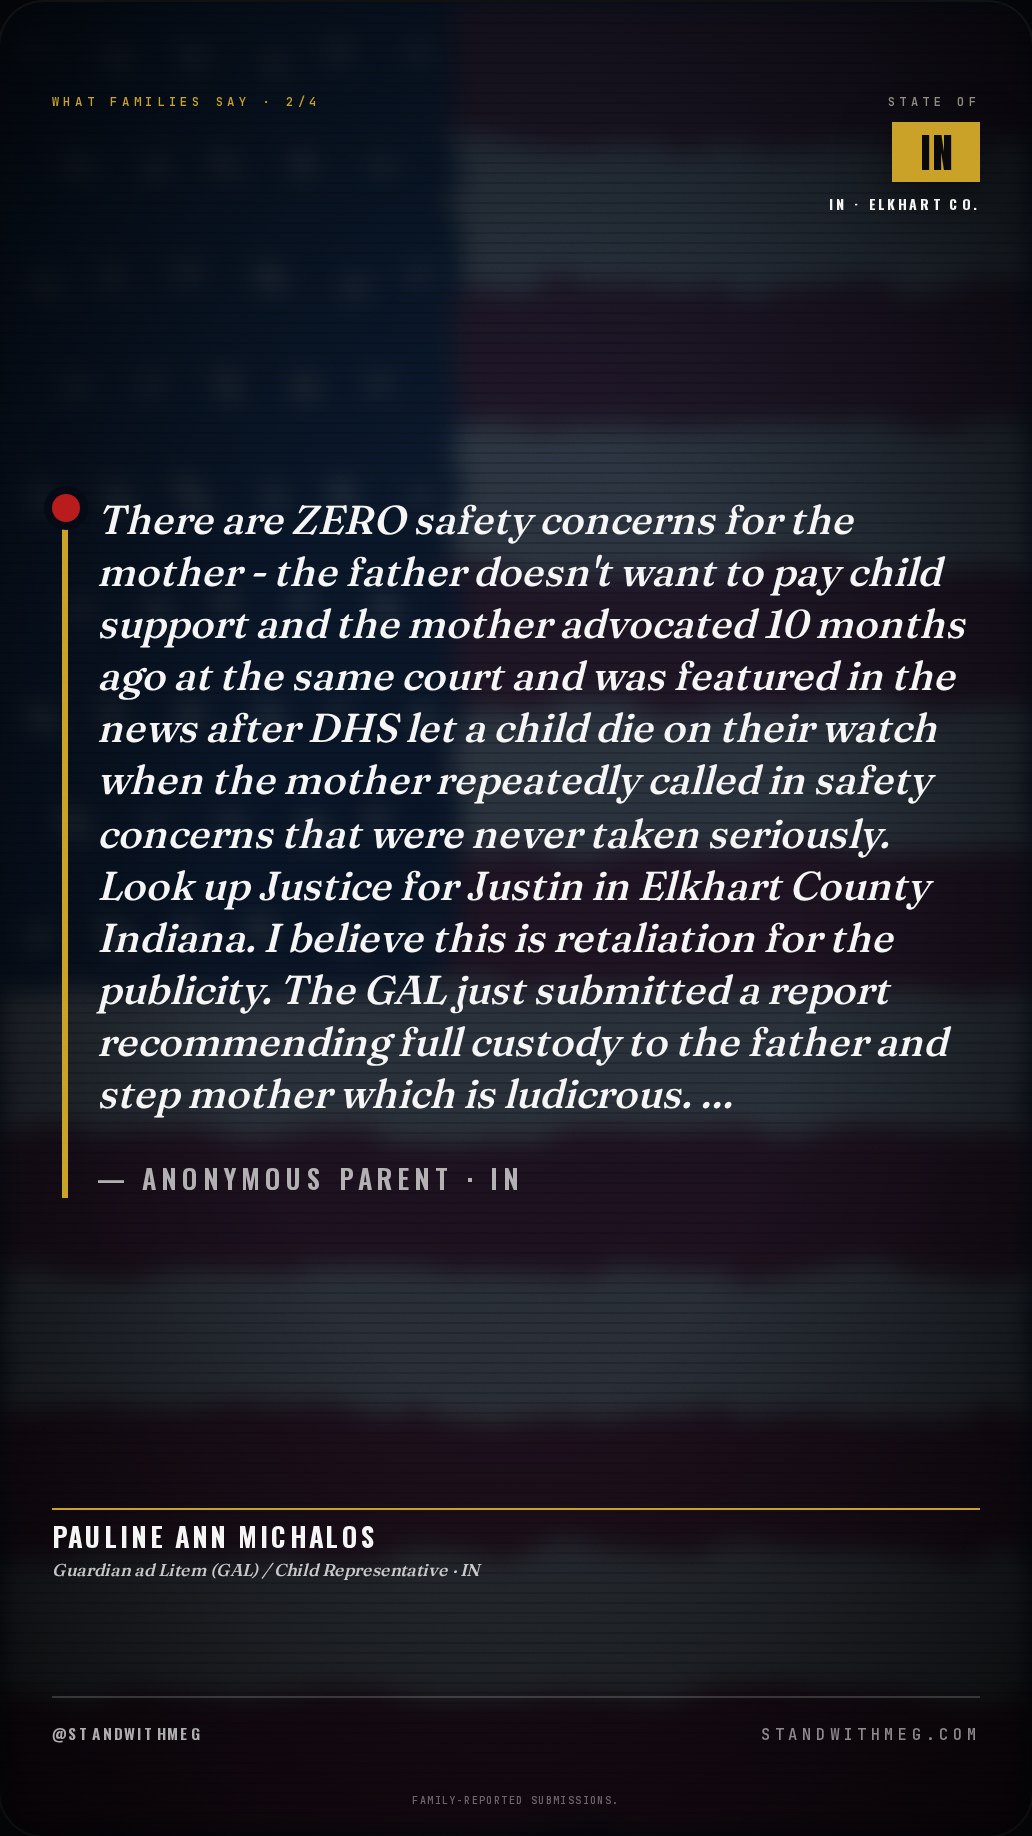 WHAT FAMILIES SAY · 2/4
STATE OF
IN
IN · ELKHART CO.
There are ZERO safety concerns for the
mother - the father doesn't want to pay child
support and the mother advocated 10 months
ago at the same court and was featured in the
news after DHS let a child die on their watch
when the mother repeatedly called in safety
concerns that were never taken seriously.
Look up Justice for Justin in Elkhart County
Indiana. I believe this is retaliation for the
publicity. The GAL just submitted a report
recommending full custody to the father and
step mother which is ludicrous. ...
— ANONYMOUS PARENT · IN
PAULINE ANN MICHALOS
Guardian ad Litem (GAL) / Child Representative · IN
@STANDWITHMEG
STANDWITHMEG.COM
FAMILY-REPORTED SUBMISSIONS.